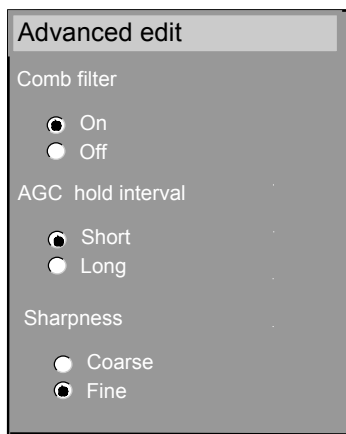 Advanced edit
Comb filter
On
Off
AGC hold interval
Short
Long
Sharpness
Coarse
Fine